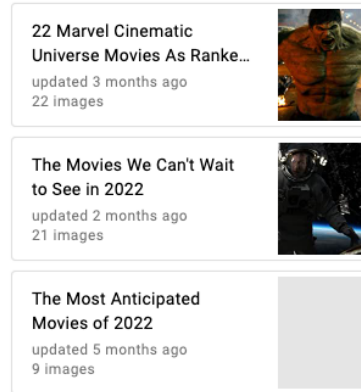 22 Marvel Cinematic
Universe Movies As Ranke...
updated 3 months ago
22 images
The Movies We Can't Wait
to See in 2022
updated 2 months ago
21 images
The Most Anticipated
Movies of 2022
updated 5 months ago
9 images